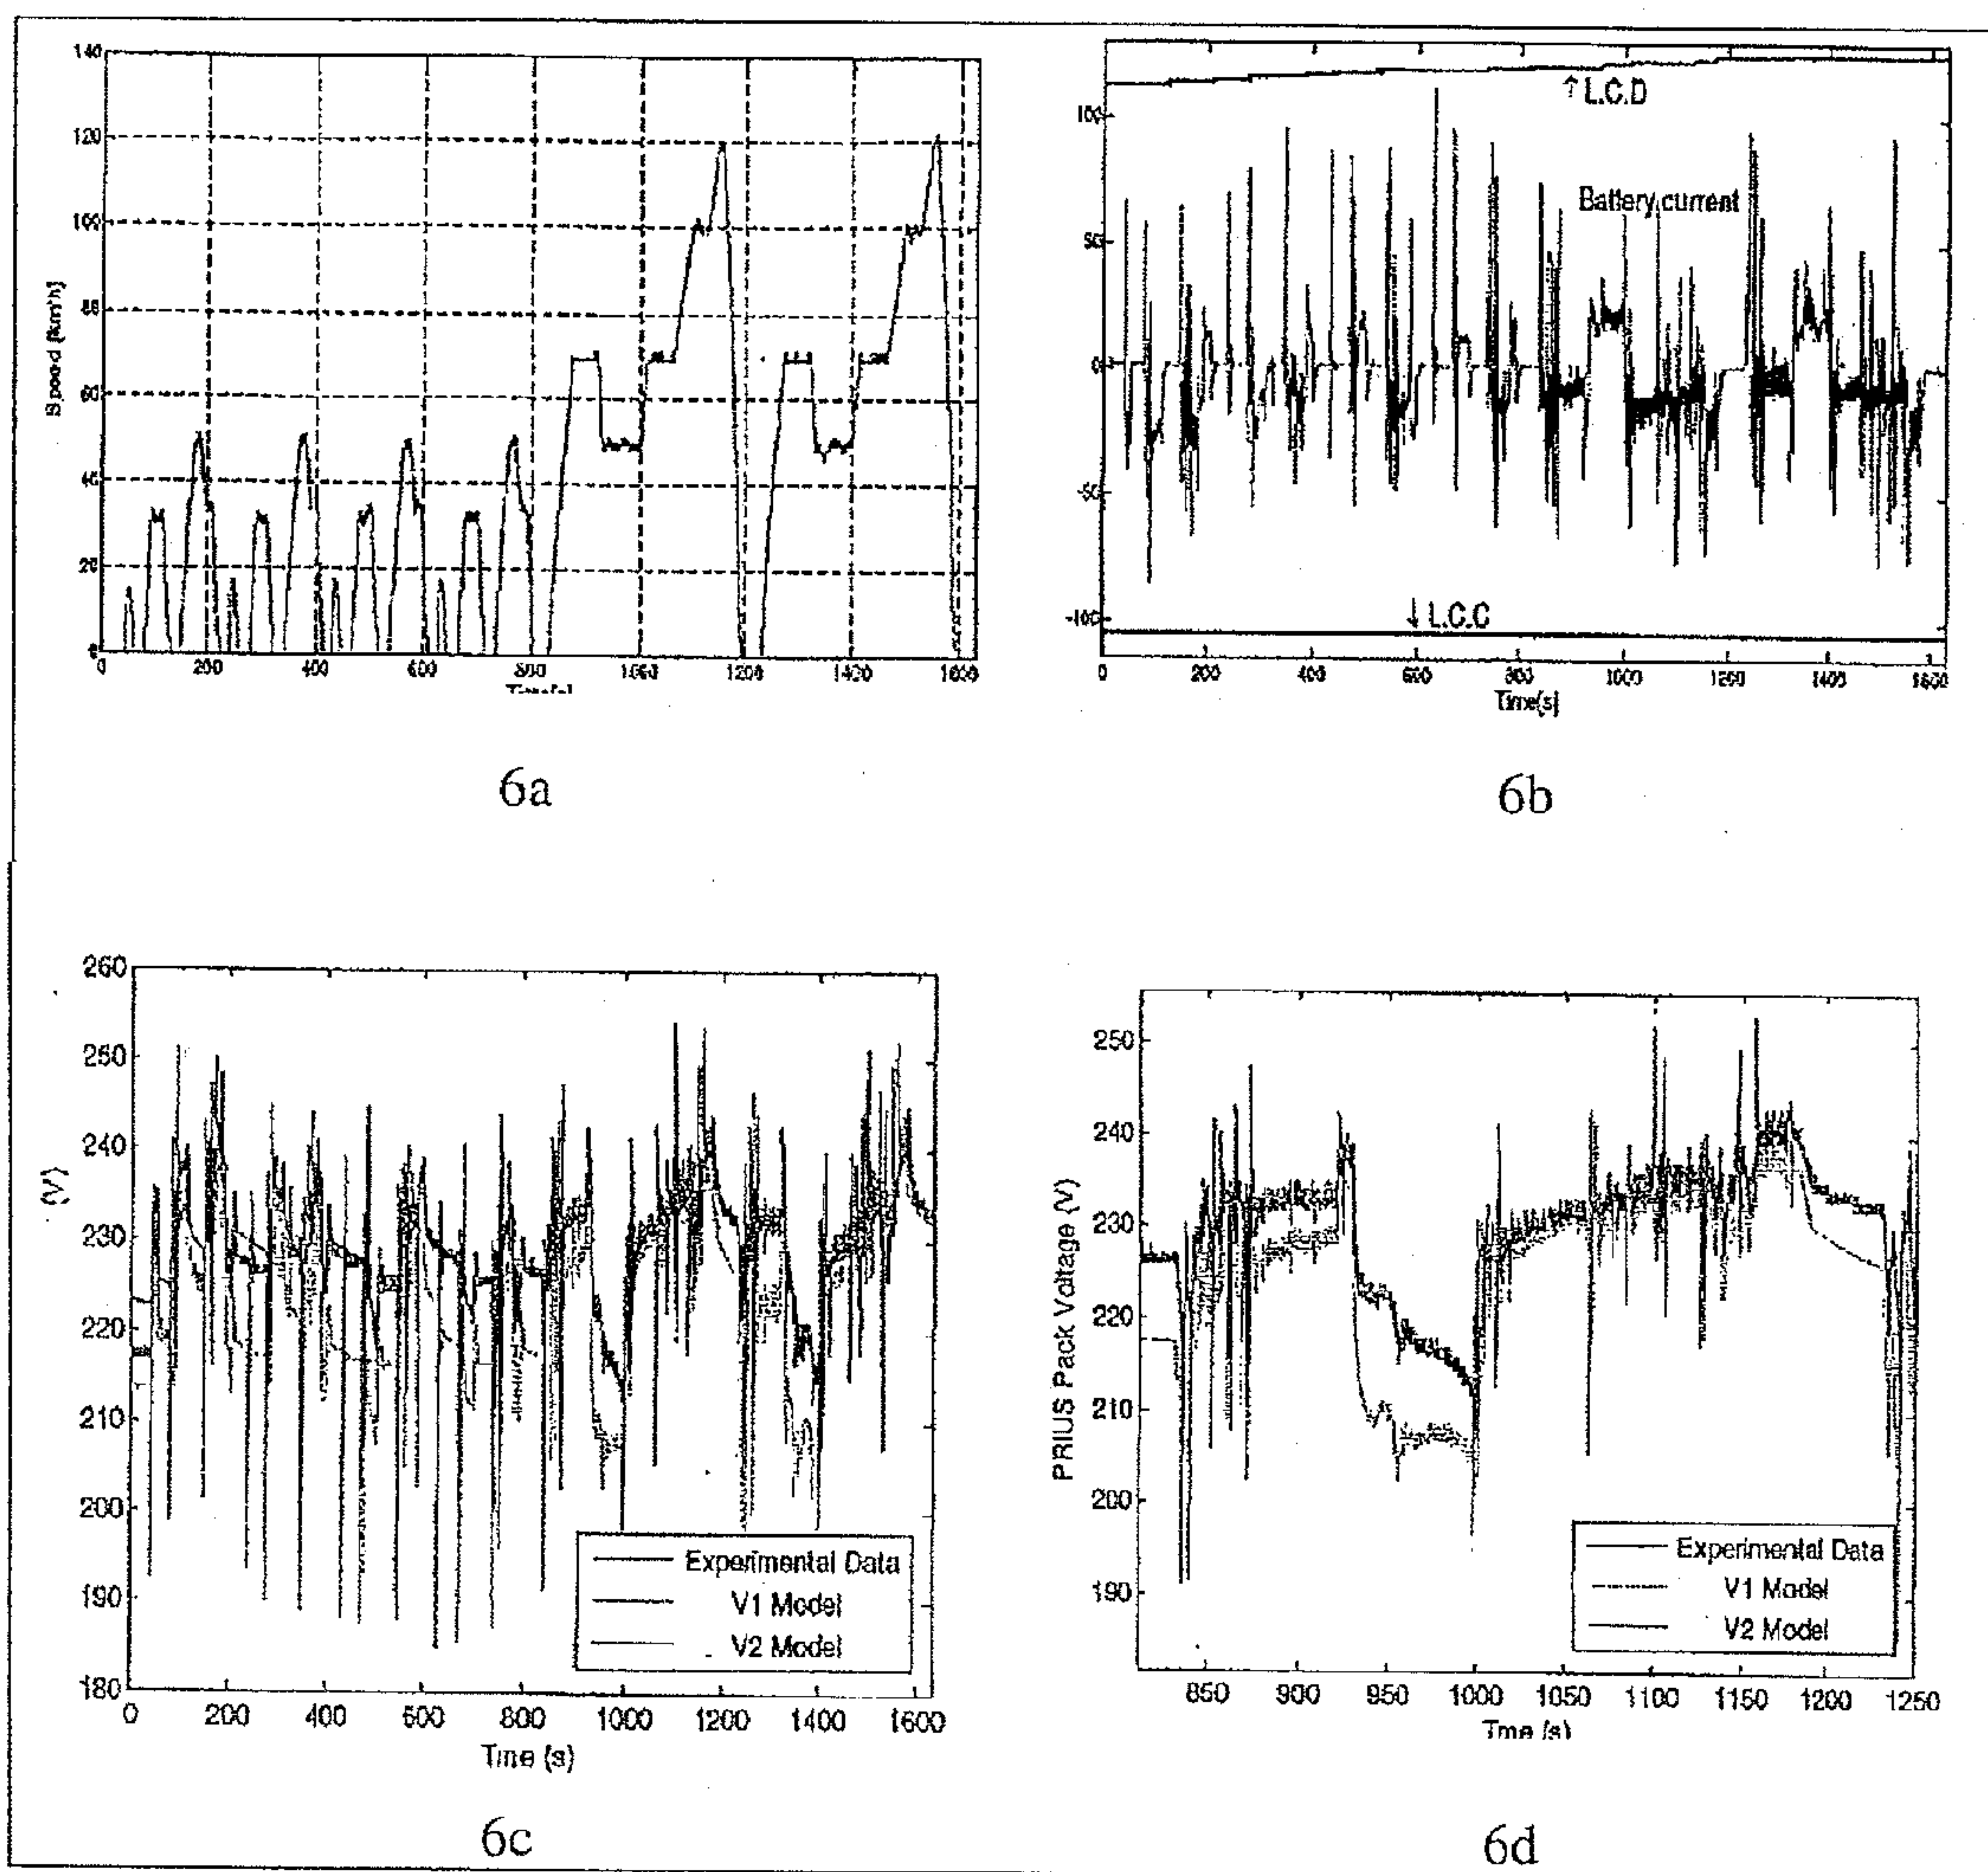 140
120
100
80
60
40
20
0
Speed [km/h]
0 200 400 600 800 1000 1200 1400 1600
Time[s]
6a
100
50
0
-50
-100
↑ L.C.D
Battery current
↓ L.C.C
0 200 400 600 800 1000 1200 1400 1600
Time[s]
6b
260
250
240
230
220
210
200
190
180
(V)
Experimental Data
V1 Model
V2 Model
0 200 400 600 800 1000 1200 1400 1600
Tme (s)
6c
250
240
230
220
210
200
190
PRIUS Pack Voltage (V)
Experimental Data
V1 Model
V2 Model
850 900 950 1000 1050 1100 1150 1200 1250
Tme (s)
6d